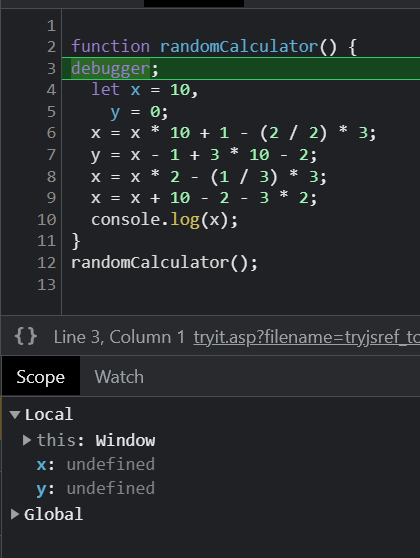 1
2 function randomCalculator() {
3 debugger;
4 let x = 10,
5 y = 0;
6 x = x * 10 + 1 - (2 / 2) * 3;
7 y = x - 1 + 3 * 10 - 2;
8 x = x * 2 - (1 / 3) * 3;
9 x = x + 10 - 2 - 3 * 2;
10 console.log(x);
11 }
12 randomCalculator();
13
{} Line 3, Column 1 tryit.asp?filename=tryjsref_to
Scope Watch
▼Local
▶this: Window
x: undefined
y: undefined
▶Global